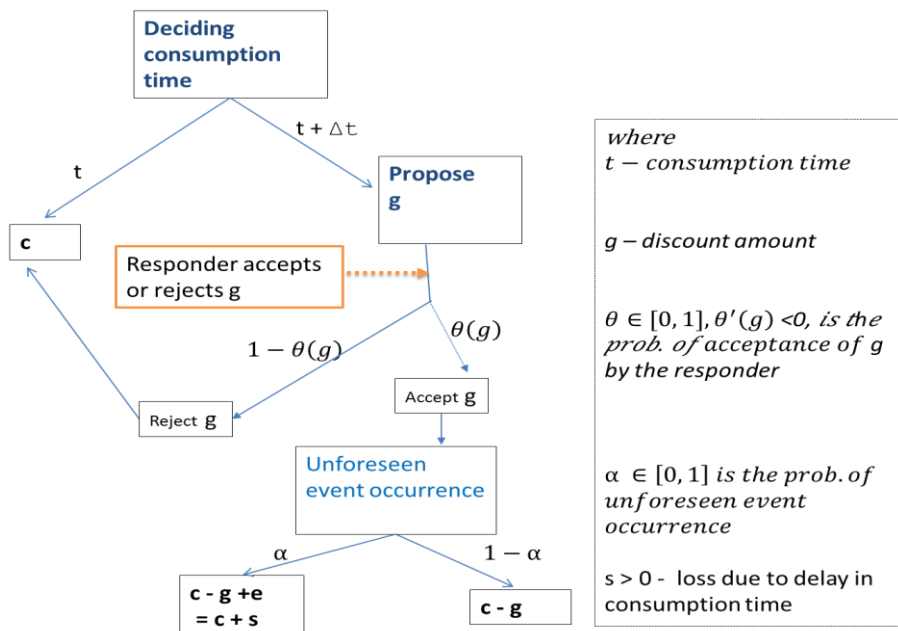 Deciding
consumption
time
t
t + Δt
Propose
g
c
Responder accepts
or rejects g
1 − θ(g)
θ(g)
Reject g
Accept g
Unforeseen
event occurrence
α
1 − α
c - g +e
= c + s
c - g
where
t − consumption time
g − discount amount
θ ∈ [0, 1], θ′(g) <0, is the
prob. of acceptance of g
by the responder
α ∈ [0, 1] is the prob. of
unforeseen event
occurrence
s > 0 - loss due to delay in
consumption time